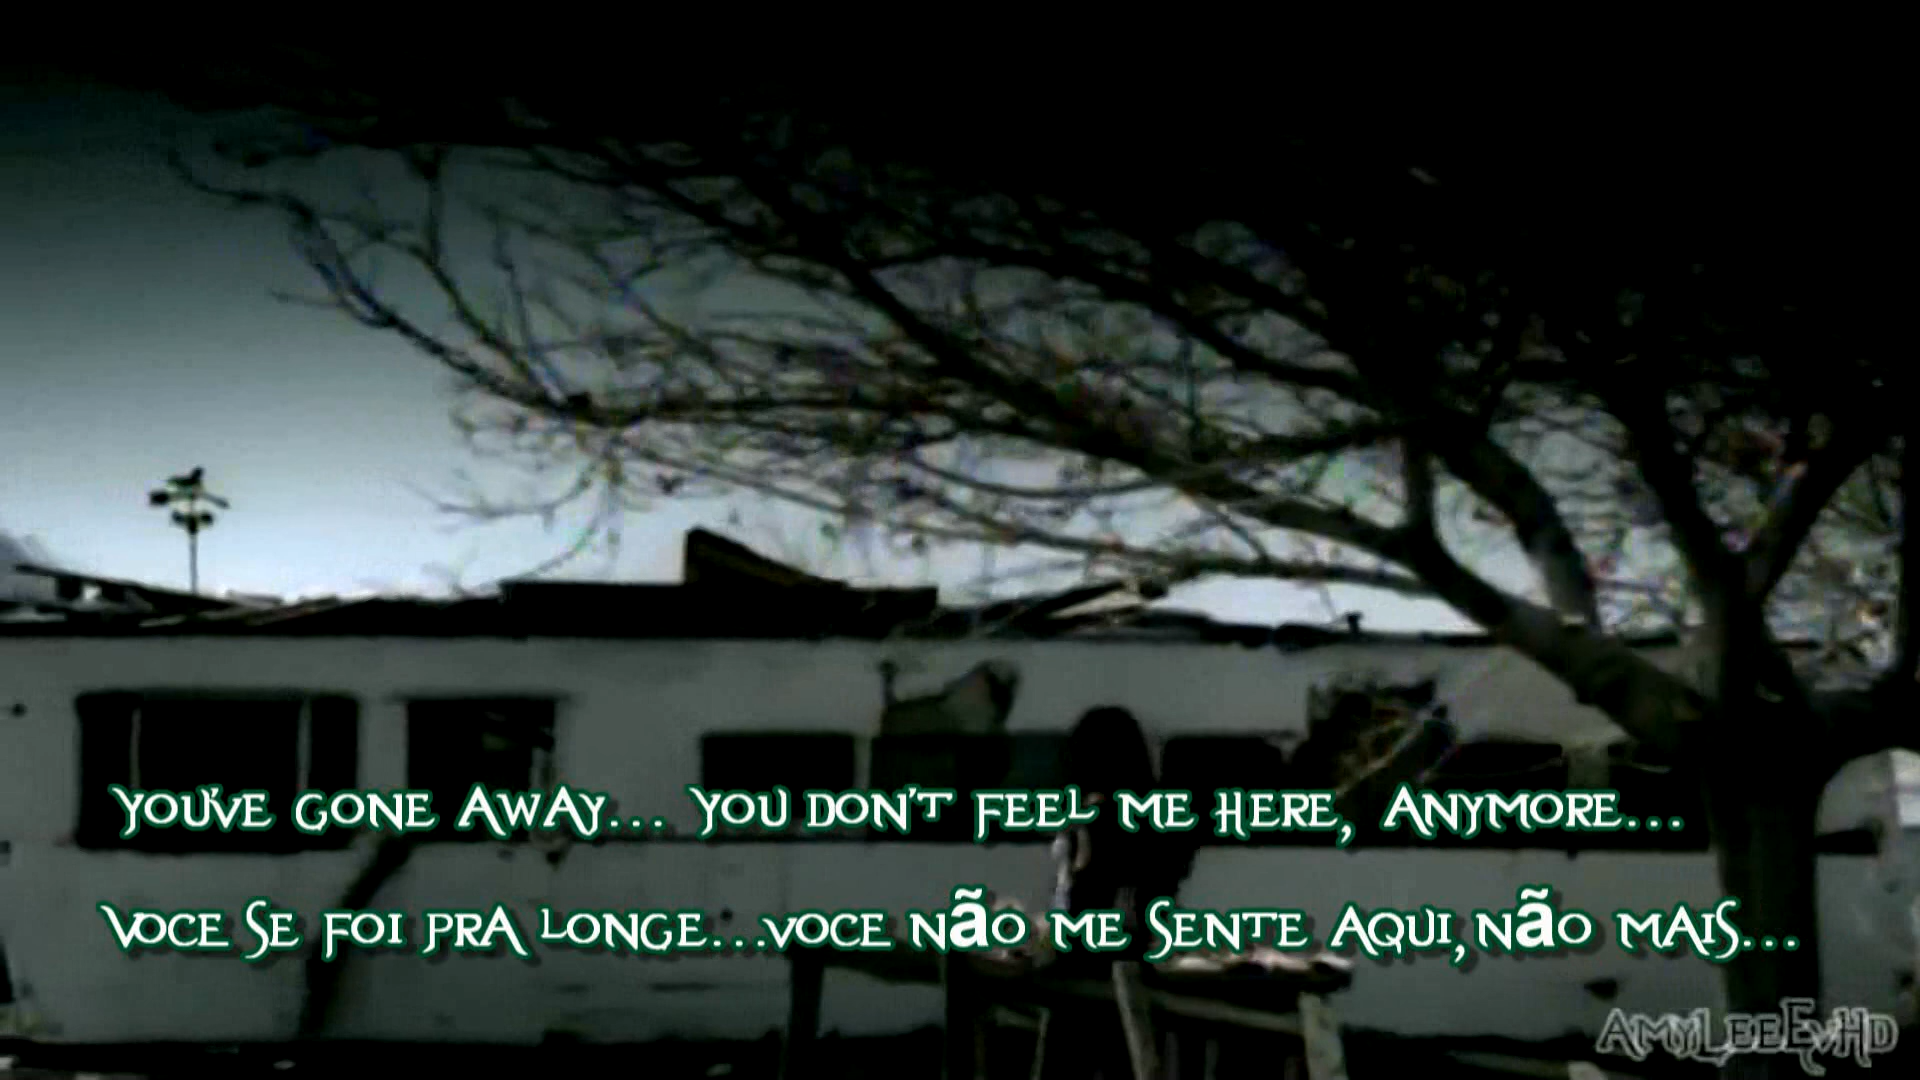 You've gone away... you don't feel me here, anymore...
Voce se foi pra longe...voce não me sente aqui,não mais...
AmyLeeEvHD